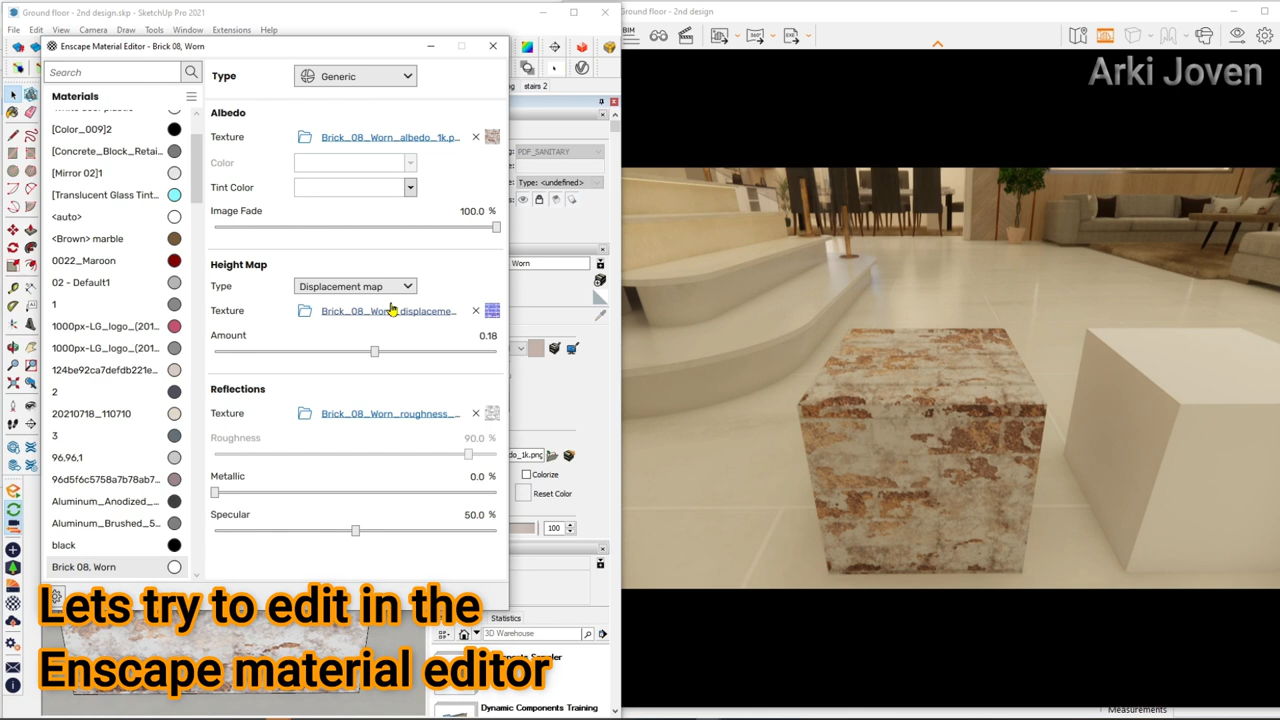 Ground floor - 2nd design.skp - SketchUp Pro 2021
Ground floor - 2nd design
File Edit View Camera Draw Tools Window Extensions Help
BIM
Enscape Material Editor - Brick 08, Worn
Arki Joven
Search
Type
Generic
stairs 2
Materials
Albedo
[Color_009]2
Texture
Brick_08_Worn_albedo_1k.p...
[Concrete_Block_Retai...
PDF_SANITARY
Color
[Mirror 02]1
Type: <undefined>
Tint Color
[Translucent Glass Tint...
Image Fade
100.0 %
<auto>
<Brown> marble
0022_Maroon
Height Map
Worn
02 - Default1
Type
Displacement map
1
Texture
Brick_08_Worn_displaceme...
1000px-LG_logo_(201...
Amount
0.18
1000px-LG_logo_(201...
124be92ca7defdb221e...
2
Reflections
20210718_110710
Texture
Brick_08_Worn_roughness_...
3
Roughness
90.0 %
96,96,1
do_1k.png
Metallic
0.0 %
Colorize
96d5f6c5758a7b78ab7...
Reset Color
Aluminum_Anodized_...
Specular
50.0 %
Aluminum_Brushed_5...
100
black
Brick 08, Worn
Lets try to edit in the
Enscape material editor
Statistics
3D Warehouse
Sampler
Dynamic Components Training
Measurements